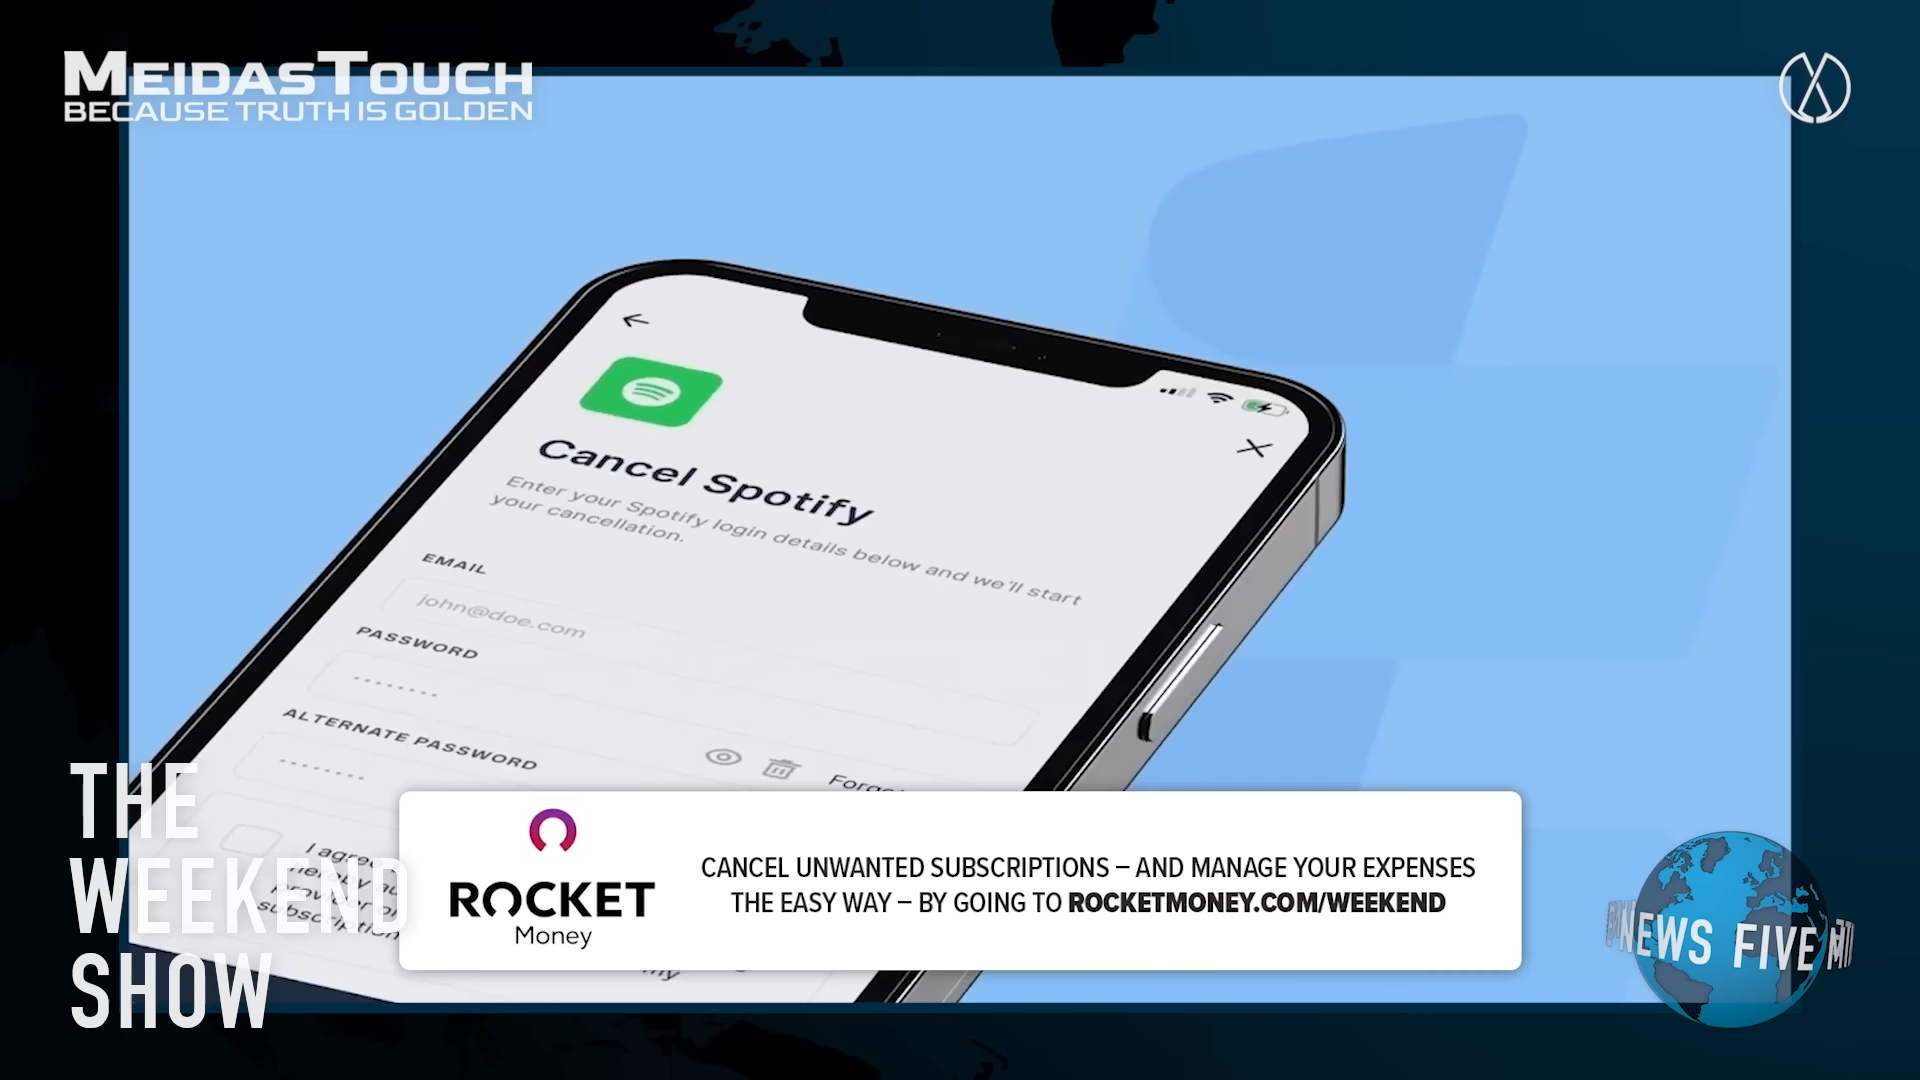 MEIDASTOUCH
BECAUSE TRUTH IS GOLDEN
Cancel Spotify
Enter your Spotify login details below and we'll start
your cancellation.
EMAIL
john@doe.com
PASSWORD
ALTERNATE PASSWORD
I agree
subscription
THE
WEEKEND
SHOW
ROCKET
Money
CANCEL UNWANTED SUBSCRIPTIONS – AND MANAGE YOUR EXPENSES
THE EASY WAY – BY GOING TO ROCKETMONEY.COM/WEEKEND
NEWS FIVE